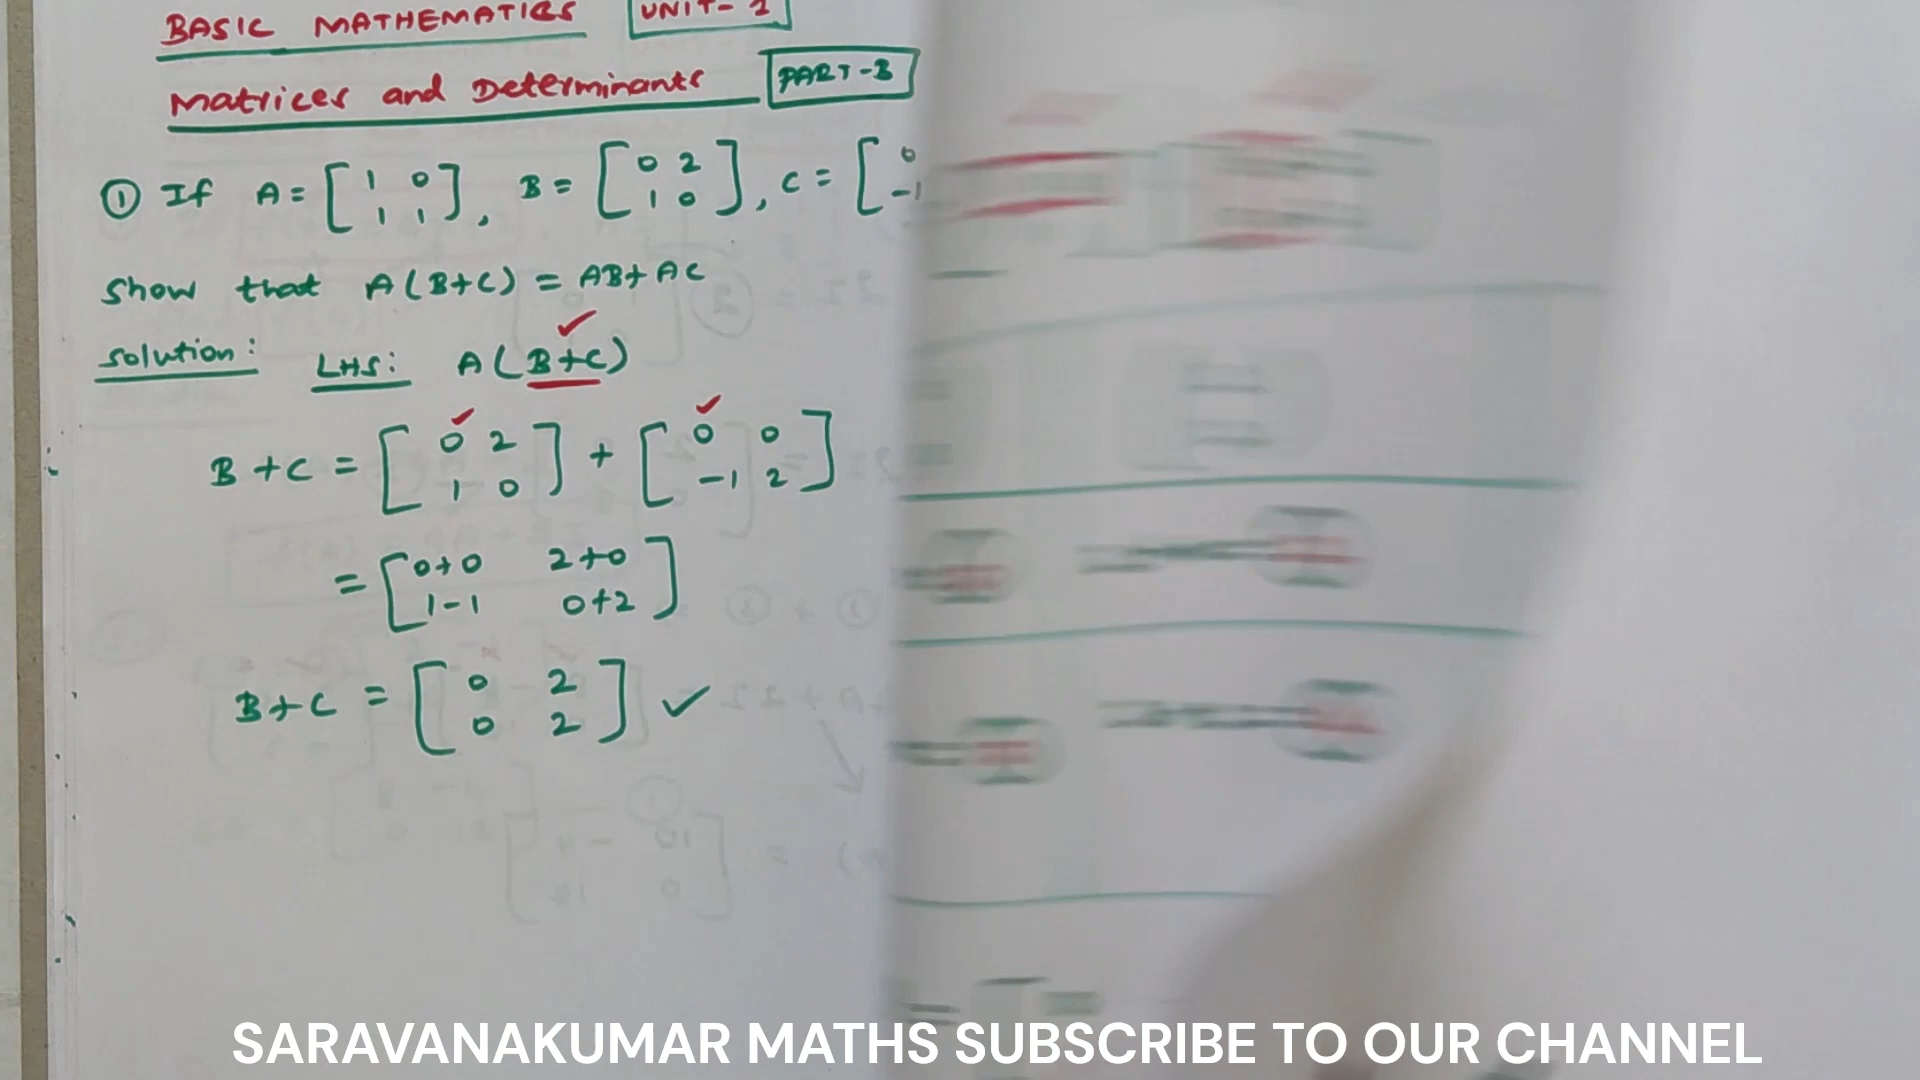 BASIC MATHEMATICS UNIT-1
Matrices and Determinants PART-B
① If A = [ 1 0
1 1 ], B = [ 0 2
1 0 ], C = [ 0
-1
Show that A(B+C) = AB+AC
Solution: LHS: A(B+C)
B+C = [ 0 2
1 0 ] + [ 0 0
-1 2 ]
= [ 0+0 2+0
1-1 0+2 ]
B+C = [ 0 2
0 2 ] ✓
SARAVANAKUMAR MATHS SUBSCRIBE TO OUR CHANNEL